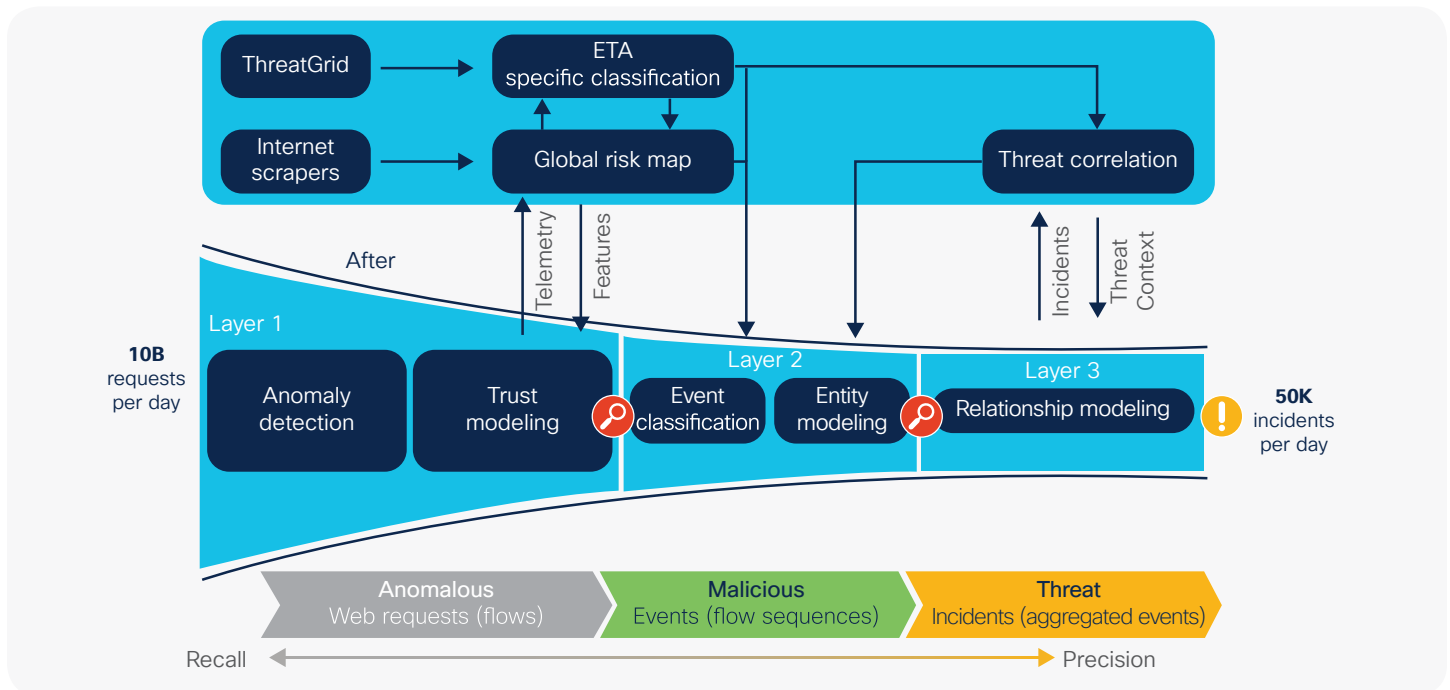 ThreatGrid
ETA
specific classification
Internet
scrapers
Global risk map
Threat correlation
After
Telemetry
Features
Incidents
Threat
Context
Layer 1
10B
requests
per day
Anomaly
detection
Trust
modeling
Layer 2
Event
classification
Entity
modeling
Layer 3
Relationship modeling
50K
incidents
per day
Anomalous
Web requests (flows)
Malicious
Events (flow sequences)
Threat
Incidents (aggregated events)
Recall
Precision